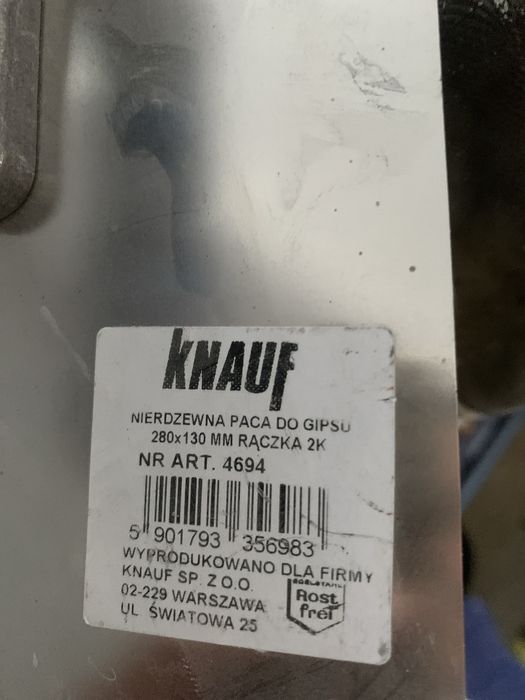 KNAUF
NIERDZEWNA PACA DO GIPSU
280x130 MM RĄCZKA 2K
NR ART. 4694
5 901793 356983
WYPRODUKOWANO DLA FIRMY
KNAUF SP. Z O.O.
02-229 WARSZAWA
UL ŚWIATOWA 25
EDELSTAHL
Rost
frei